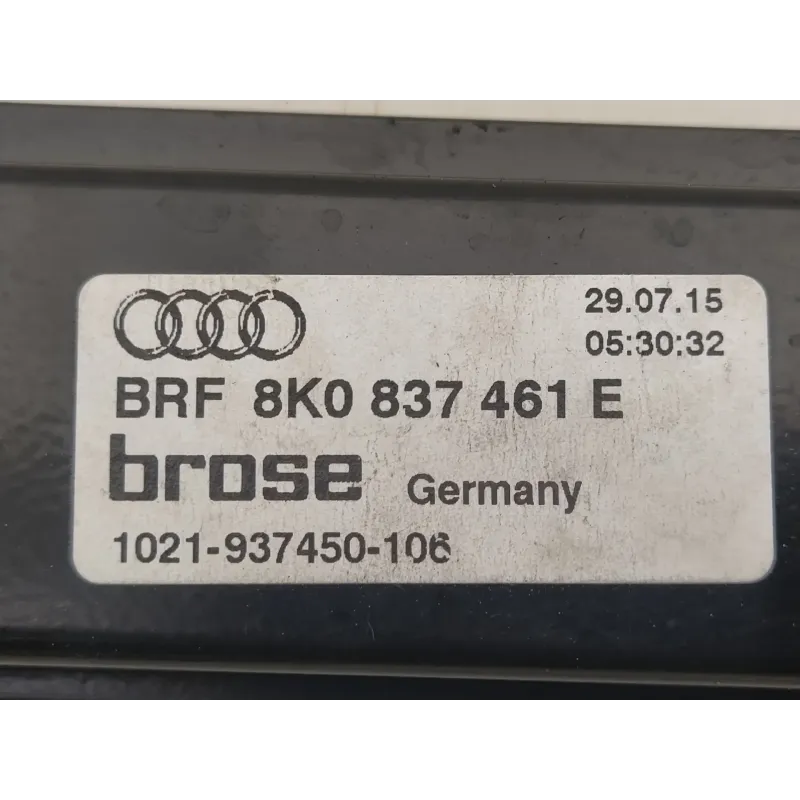 29.07.15
05:30:32
BRF 8K0 837 461 E
brose Germany
1021-937450-106